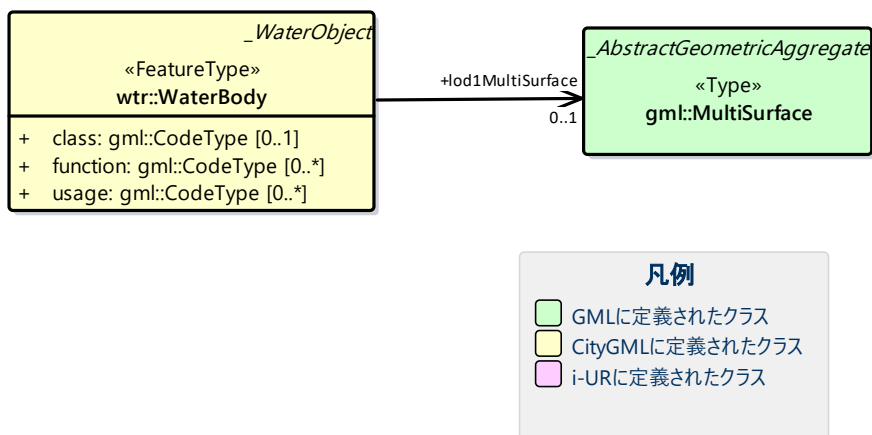 _WaterObject
«FeatureType»
wtr::WaterBody
+ class: gml::CodeType [0..1]
+ function: gml::CodeType [0..*]
+ usage: gml::CodeType [0..*]
+lod1MultiSurface
0..1
_AbstractGeometricAggregate
«Type»
gml::MultiSurface
凡例
GMLに定義されたクラス
CityGMLに定義されたクラス
i-URに定義されたクラス